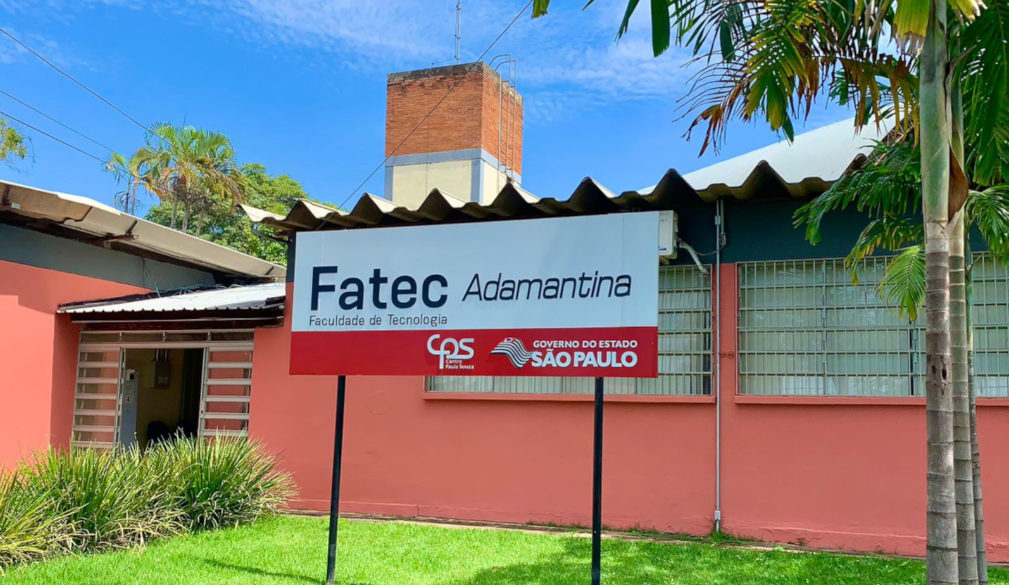 Fatec Adamantina
Faculdade de Tecnologia
CPS
Centro
Paula Souza
GOVERNO DO ESTADO
SÃO PAULO